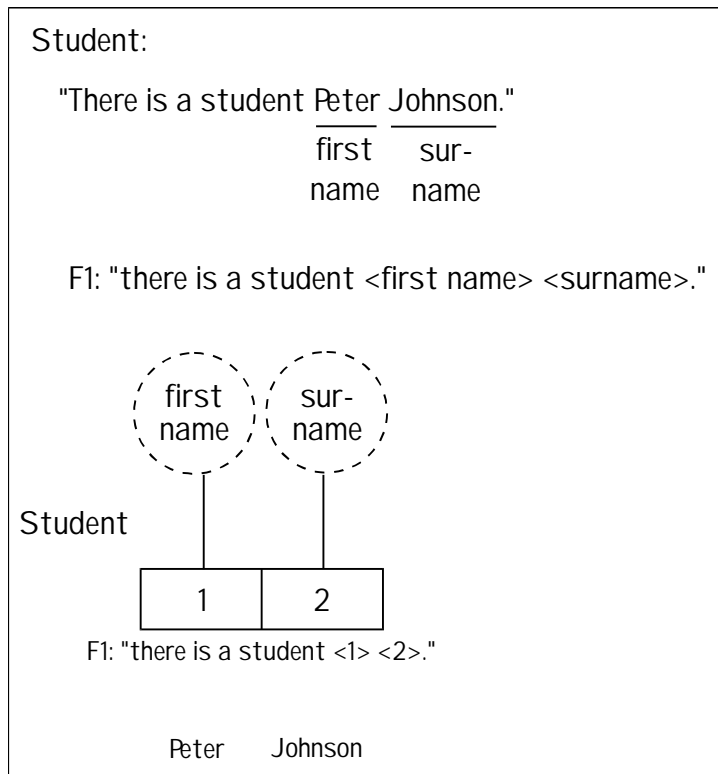 Student:
"There is a student Peter Johnson."
first sur-
name name
F1: "there is a student <first name> <surname>."
first sur-
name name
Student
1 2
F1: "there is a student <1> <2>."
Peter Johnson